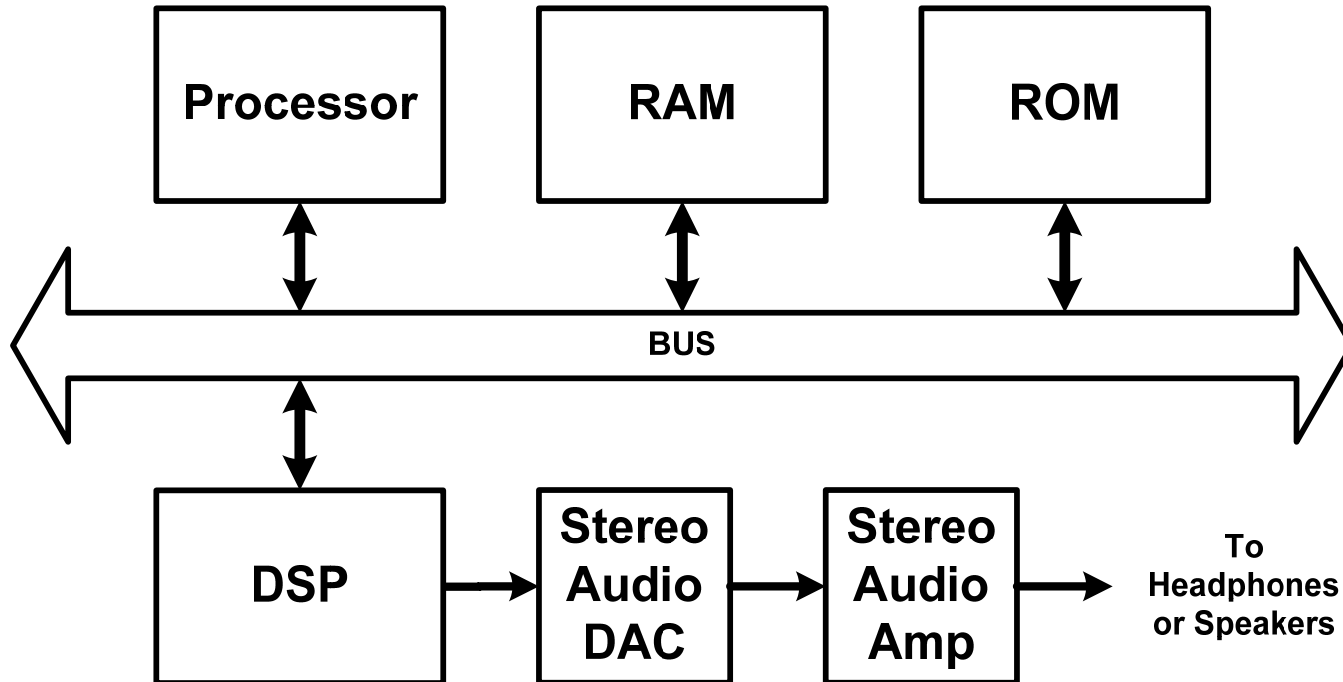 Processor
RAM
ROM
BUS
DSP
Stereo
Audio
DAC
Stereo
Audio
Amp
To
Headphones
or Speakers